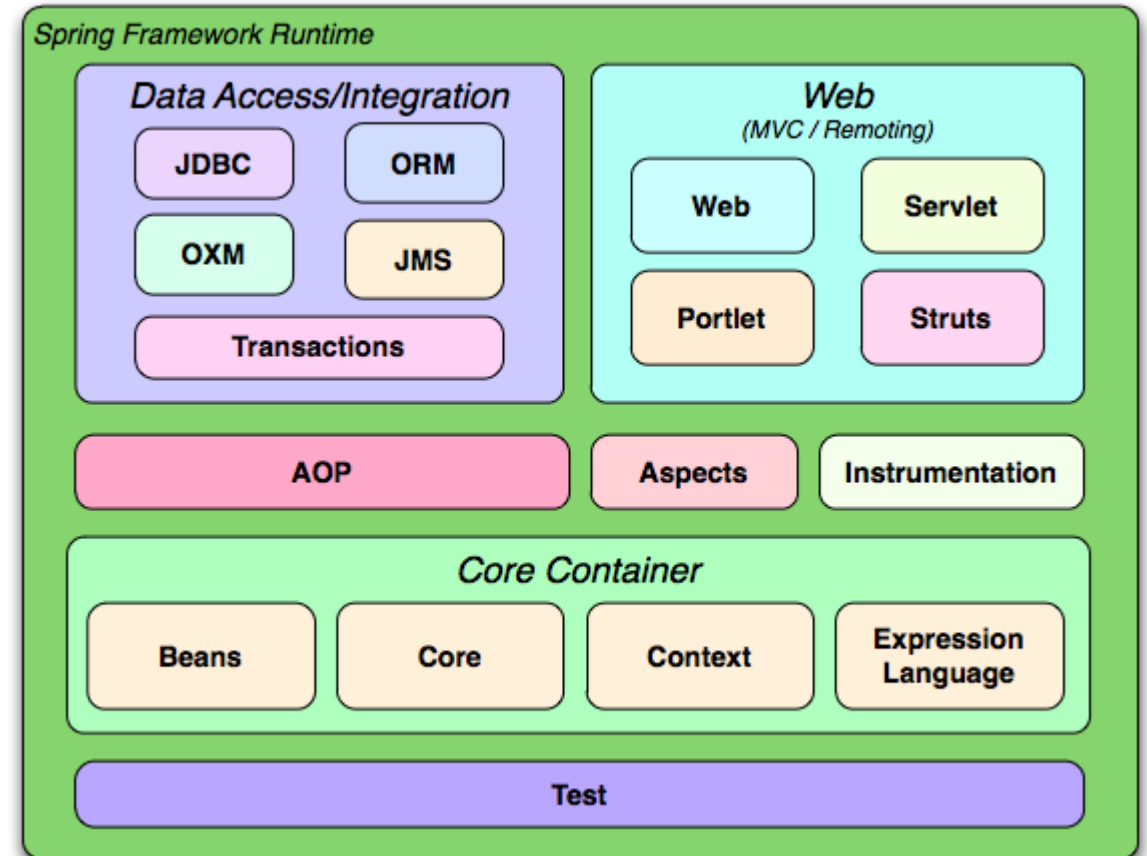 Spring Framework Runtime
Data Access/Integration
JDBC
ORM
OXM
JMS
Transactions
Web
(MVC / Remoting)
Web
Servlet
Portlet
Struts
AOP
Aspects
Instrumentation
Core Container
Beans
Core
Context
Expression
Language
Test